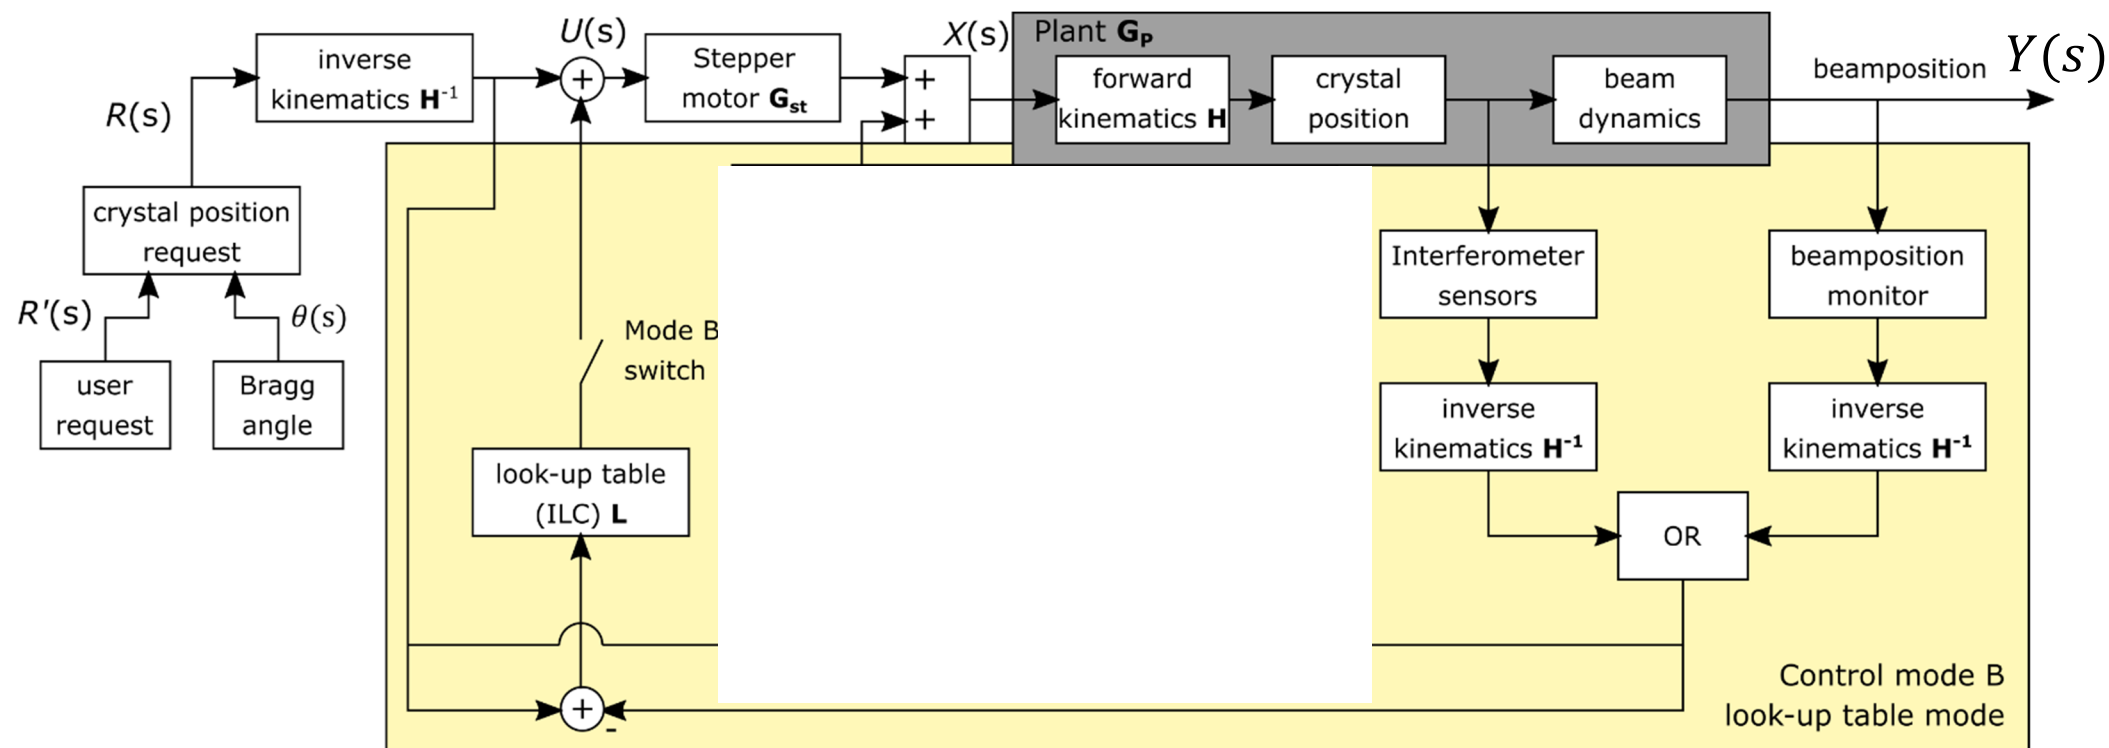 U(s)
X(s)
Plant Gₚ
Y(s)
inverse
kinematics H⁻¹
+
Stepper
motor Gst
+
+
forward
kinematics H
crystal
position
beam
dynamics
beamposition
R(s)
crystal position
request
R'(s)
θ(s)
user
request
Bragg
angle
Mode B
switch
look-up table
(ILC) L
+
-
Interferometer
sensors
beamposition
monitor
inverse
kinematics H⁻¹
inverse
kinematics H⁻¹
OR
Control mode B
look-up table mode